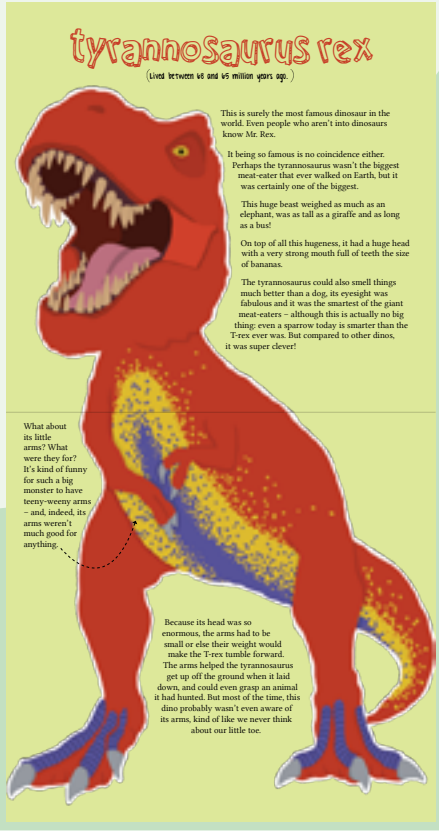 tyrannosaurus rex
(Lived between 68 and 65 million years ago.)
This is surely the most famous dinosaur in the
world. Even people who aren't into dinosaurs
know Mr. Rex.
It being so famous is no coincidence either.
Perhaps the tyrannosaurus wasn't the biggest
meat-eater that ever walked on Earth, but it
was certainly one of the biggest.
This huge beast weighed as much as an
elephant, was as tall as a giraffe and as long
as a bus!
On top of all this hugeness, it had a huge head
with a very strong mouth full of teeth the size
of bananas.
The tyrannosaurus could also smell things
much better than a dog, its eyesight was
fabulous and it was the smartest of the giant
meat-eaters – although this is actually no big
thing: even a sparrow today is smarter than the
T-rex ever was. But compared to other dinos,
it was super clever!
What about
its little
arms? What
were they for?
It's kind of funny
for such a big
monster to have
teeny-weeny arms
– and, indeed, its
arms weren't
much good for
anything.
Because its head was so
enormous, the arms had to be
small or else their weight would
make the T-rex tumble forward.
The arms helped the tyrannosaurus
get up off the ground when it laid
down, and could even grasp an animal
it had hunted. But most of the time, this
dino probably wasn't even aware of
its arms, kind of like we never think
about our little toe.